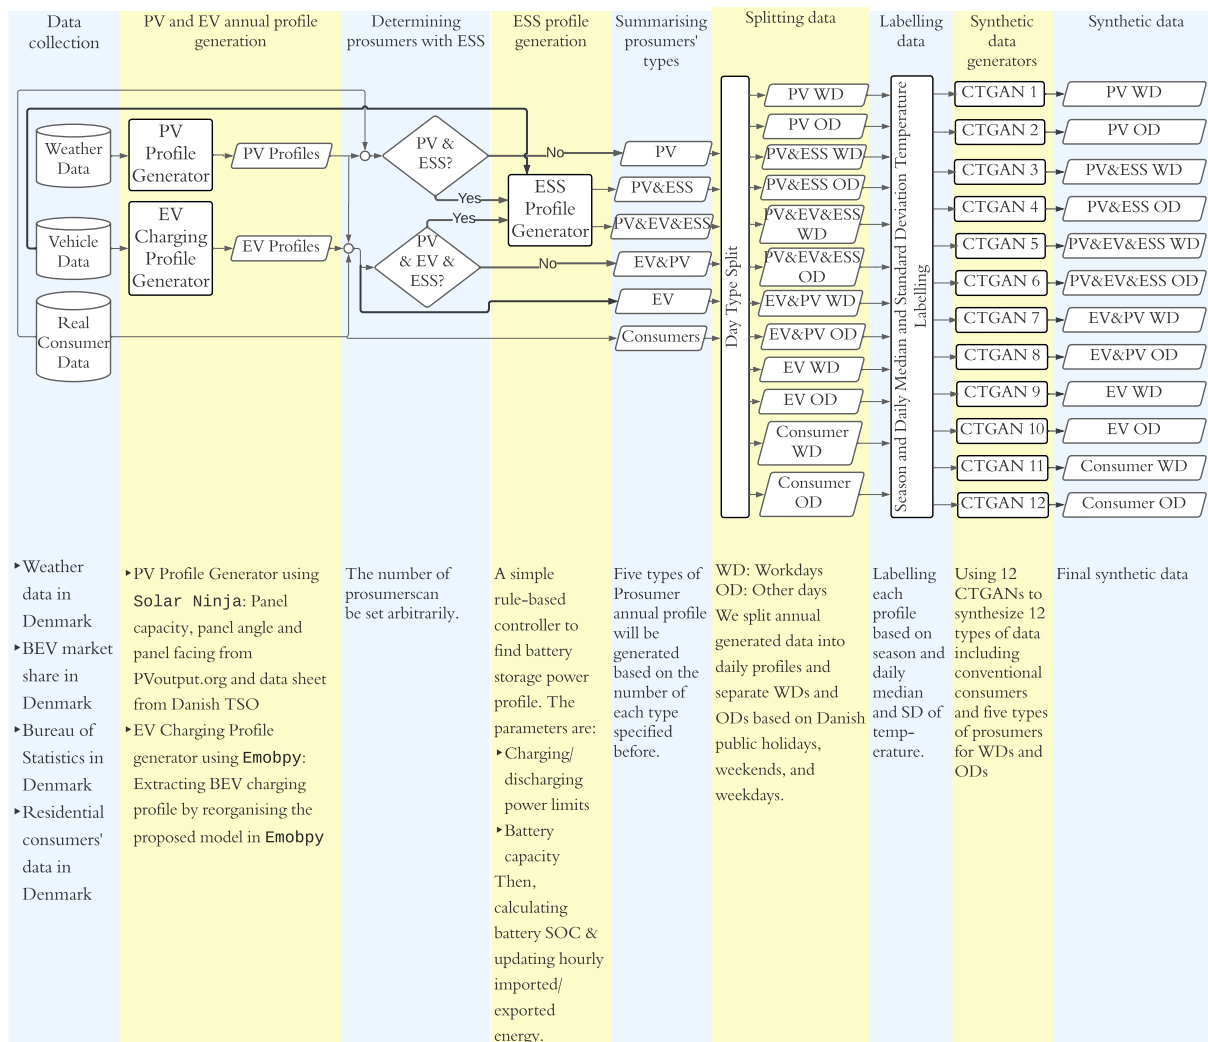 Data
collection
PV and EV annual profile
generation
Determining
prosumers with ESS
ESS profile
generation
Summarising
prosumers'
types
Splitting data
Labelling
data
Synthetic
data
generators
Synthetic data
Weather
Data
Vehicle
Data
Real
Consumer
Data
PV
Profile
Generator
EV
Charging
Profile
Generator
PV Profiles
EV Profiles
PV &
ESS?
PV
& EV &
ESS?
No
Yes
Yes
No
ESS
Profile
Generator
PV
PV&ESS
PV&EV&ESS
EV&PV
EV
Consumers
Day Type Split
PV WD
PV OD
PV&ESS WD
PV&ESS OD
PV&EV&ESS
WD
PV&EV&ESS
OD
EV&PV WD
EV&PV OD
EV WD
EV OD
Consumer
WD
Consumer
OD
Season and Daily Median and Standard Deviation Temperature
Labelling
CTGAN 1
CTGAN 2
CTGAN 3
CTGAN 4
CTGAN 5
CTGAN 6
CTGAN 7
CTGAN 8
CTGAN 9
CTGAN 10
CTGAN 11
CTGAN 12
PV WD
PV OD
PV&ESS WD
PV&ESS OD
PV&EV&ESS WD
PV&EV&ESS OD
EV&PV WD
EV&PV OD
EV WD
EV OD
Consumer WD
Consumer OD
‣Weather
data in
Denmark
‣BEV market
share in
Denmark
‣Bureau of
Statistics in
Denmark
‣Residential
consumers'
data in
Denmark
‣PV Profile Generator using
Solar Ninja: Panel
capacity, panel angle and
panel facing from
PVoutput.org and data sheet
from Danish TSO
‣EV Charging Profile
generator using Emobpy:
Extracting BEV charging
profile by reorganising the
proposed model in Emobpy
The number of
prosumerscan
be set arbitrarily.
A simple
rule-based
controller to
find battery
storage power
profile. The
parameters are:
‣Charging/
discharging
power limits
‣Battery
capacity
Then,
calculating
battery SOC &
updating hourly
imported/
exported
energy.
Five types of
Prosumer
annual profile
will be
generated
based on the
number of
each type
specified
before.
WD: Workdays
OD: Other days
We split annual
generated data into
daily profiles and
separate WDs and
ODs based on Danish
public holidays,
weekends, and
weekdays.
Labelling
each
profile
based on
season and
daily
median
and SD of
temp-
erature.
Using 12
CTGANs to
synthesize 12
types of data
including
conventional
consumers
and five types
of prosumers
for WDs and
ODs
Final synthetic data